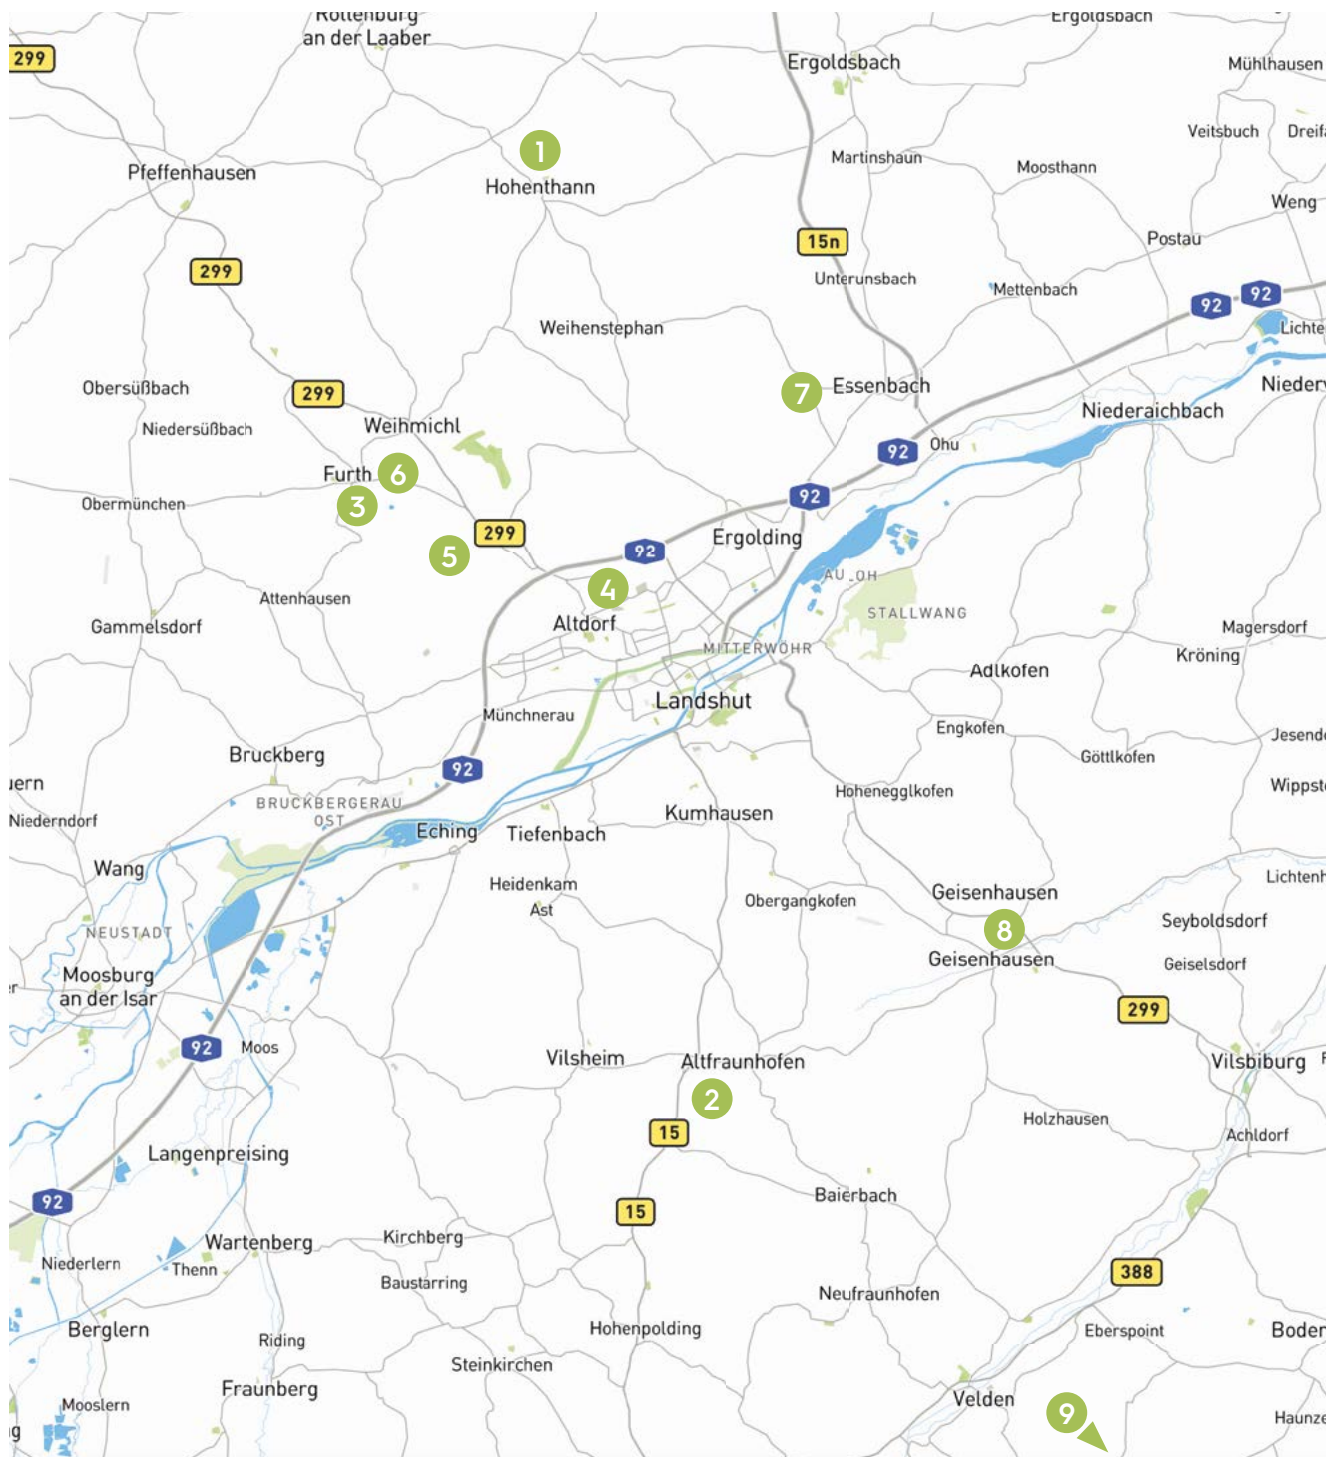 Rottenburg
an der Laaber
Ergoldsbach
299
Ergoldsbach
Mühlhausen
Veitsbuch
1
Martinshaun
Moosthann
Pfeffenhausen
Hohenthann
Weng
Postau
15n
299
Unterunsbach
Mettenbach
92
92
Weihenstephan
Obersüßbach
299
7
Essenbach
Niederaichbach
Niedersüßbach
Weihmichl
92
Ohu
Furth
6
Obermünchen
3
92
299
Ergolding
5
92
AU_OH
4
Attenhausen
STALLWANG
Gammelsdorf
Altdorf
Magersdorf
MITTERWÖHR
Kröning
Adlkofen
Landshut
Münchnerau
Engkofen
Bruckberg
Göttlkofen
92
Hohenegglkofen
Niederndorf
BRUCKBERGERAU
OST
Eching
Tiefenbach
Kumhausen
Wang
Heidenkam
Ast
Obergangkofen
Geisenhausen
8
Seyboldsdorf
NEUSTADT
Geisenhausen
Geiselsdorf
Moosburg
an der Isar
299
92
Moos
Vilsheim
Altfraunhofen
Vilsbiburg
2
15
Holzhausen
Achldorf
Langenpreising
92
Baierbach
15
Wartenberg
Kirchberg
Niederlern
Thenn
Baustarring
388
Neufraunhofen
Berglern
Riding
Hohenpolding
Eberspoint
Steinkirchen
Fraunberg
Velden
Mooslern
9